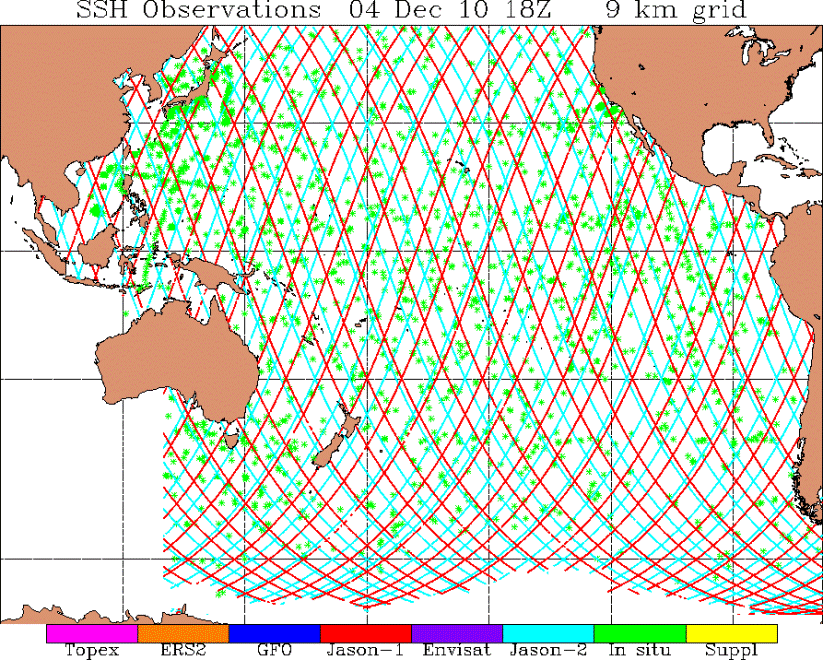 SSH Observations 04 Dec 10 18Z 9 km grid
Topex ERS2 GFO Jason-1 Envisat Jason-2 In situ Suppl